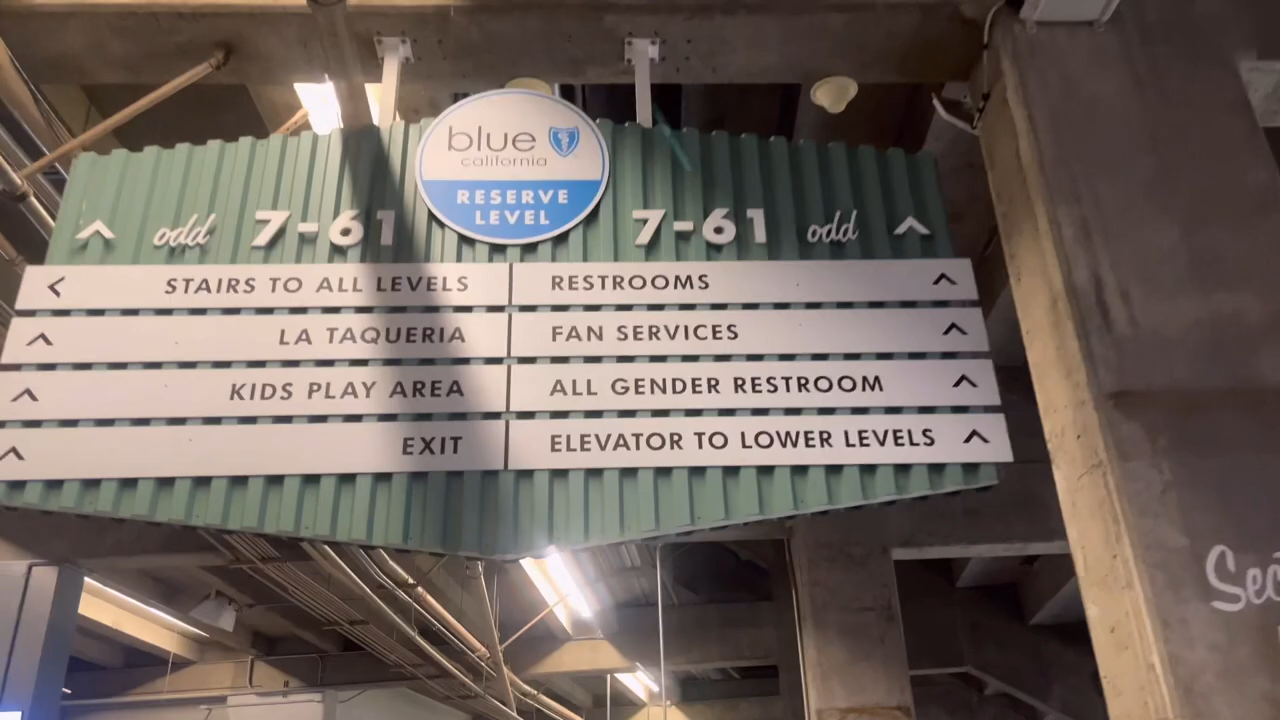 blue
california
RESERVE
LEVEL
odd 7-61
7-61 odd
STAIRS TO ALL LEVELS
RESTROOMS
LA TAQUERIA
FAN SERVICES
KIDS PLAY AREA
ALL GENDER RESTROOM
EXIT
ELEVATOR TO LOWER LEVELS